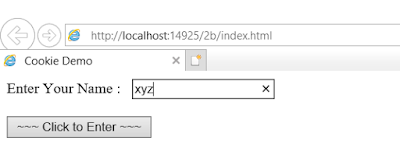 http://localhost:14925/2b/index.html
Cookie Demo
Enter Your Name : xyz
~~~ Click to Enter ~~~